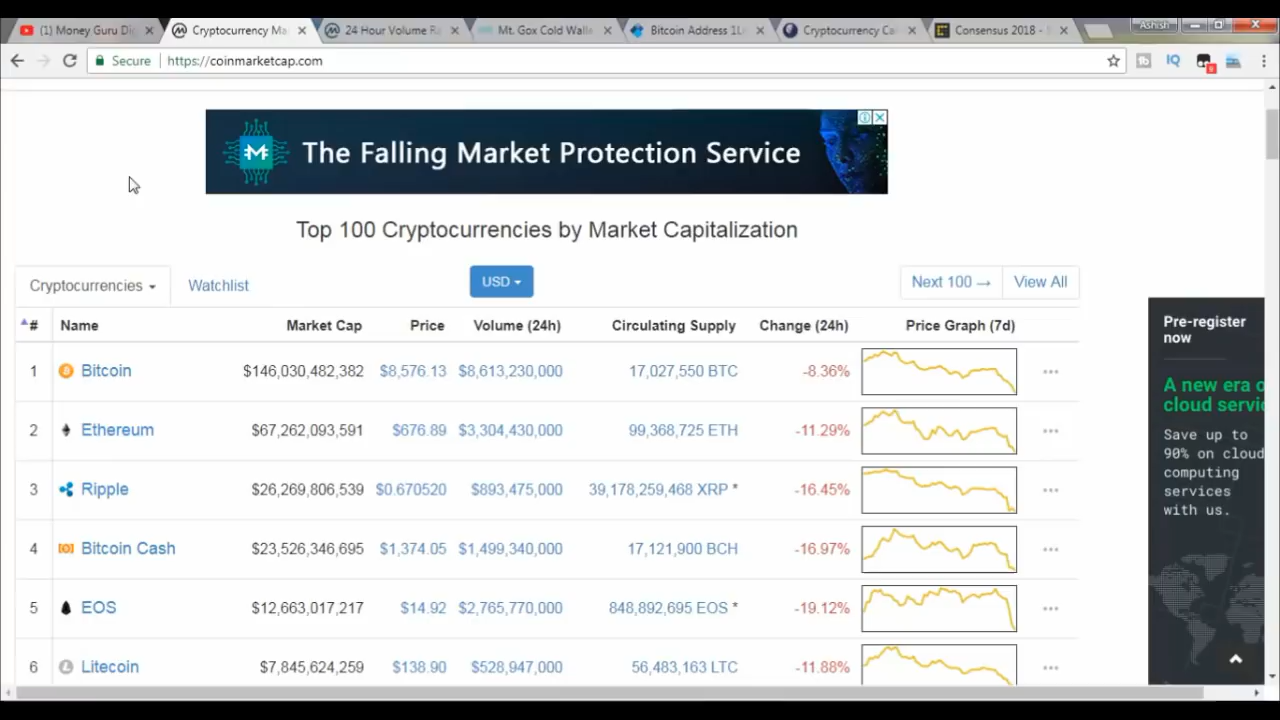 (1) Money Guru Di
Cryptocurrency Ma
24 Hour Volume Ra
Mt. Gox Cold Walle
Bitcoin Address 1L
Cryptocurrency Ca
Consensus 2018 -
Ashish
Secure
https://coinmarketcap.com
IQ
The Falling Market Protection Service
Top 100 Cryptocurrencies by Market Capitalization
Cryptocurrencies
Watchlist
USD
Next 100 →
View All
# Name Market Cap Price Volume (24h) Circulating Supply Change (24h) Price Graph (7d)
1 Bitcoin $146,030,482,382 $8,576.13 $8,613,230,000 17,027,550 BTC -8.36%
2 Ethereum $67,262,093,591 $676.89 $3,304,430,000 99,368,725 ETH -11.29%
3 Ripple $26,269,806,539 $0.670520 $893,475,000 39,178,259,468 XRP * -16.45%
4 Bitcoin Cash $23,526,346,695 $1,374.05 $1,499,340,000 17,121,900 BCH -16.97%
5 EOS $12,663,017,217 $14.92 $2,765,770,000 848,892,695 EOS * -19.12%
6 Litecoin $7,845,624,259 $138.90 $528,947,000 56,483,163 LTC -11.88%
Pre-register
now
A new era o
cloud servi
Save up to
90% on cloud
computing
services
with us.